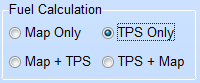 Fuel Calculation
Map Only TPS Only
Map + TPS TPS + Map